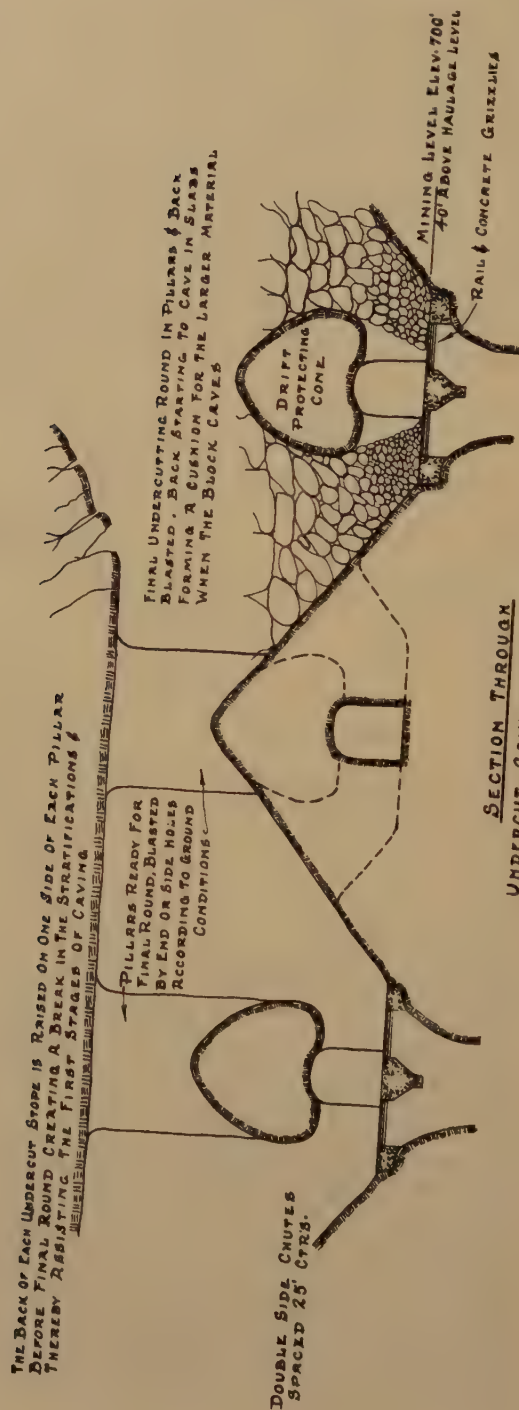 THE BACK OF EACH UNDERCUT STOPE IS RAISED ON ONE SIDE OF EACH PILLAR
BEFORE FINAL ROUND CREATING A BREAK IN THE STRATIFICATIONS &
THEREBY ASSISTING THE FIRST STAGES OF CAVING
PILLARS READY FOR
FINAL ROUND, BLASTED
BY END OR SIDE HOLES
ACCORDING TO GROUND
CONDITIONS
FINAL UNDERCUTTING ROUND IN PILLARS & BACK
BLASTED. BACK STARTING TO CAVE IN SLABS
FORMING A CUSHION FOR THE LARGER MATERIAL
WHEN THE BLOCK CAVES
DOUBLE SIDE CHUTES
SPACED 25' CTRS.
DRIFT
PROTECTING
CONE
MINING LEVEL ELEV. 700'
40' ABOVE HAULAGE LEVEL
RAIL & CONCRETE GRIZZLIES
SECTION THROUGH
UNDERCUT